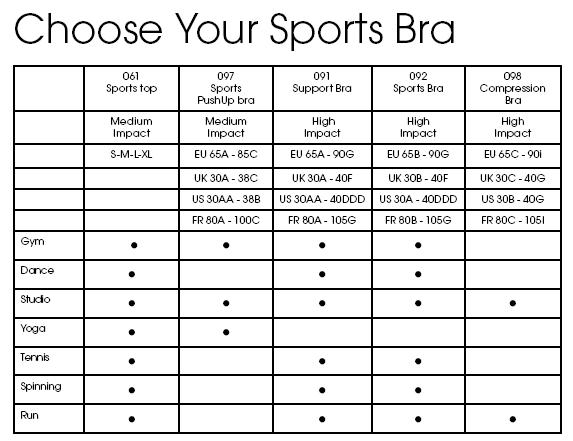 Choose Your Sports Bra
061 097 091 092 098
Sports top Sports Support Bra Sports Bra Compression
PushUp bra Bra
Medium Medium High High High
Impact Impact Impact Impact Impact
S-M-L-XL EU 65A - 85C EU 65A - 90G EU 65B - 90G EU 65C - 90i
UK 30A - 38C UK 30A - 40F UK 30B - 40F UK 30C - 40G
US 30AA - 38B US 30AA - 40DDD US 30A - 40DDD US 30B - 40G
FR 80A - 100C FR 80A - 105G FR 80B - 105G FR 80C - 105I
Gym ● ● ● ●
Dance ● ● ●
Studio ● ● ● ● ●
Yoga ● ●
Tennis ● ● ●
Spinning ● ● ●
Run ● ● ● ●